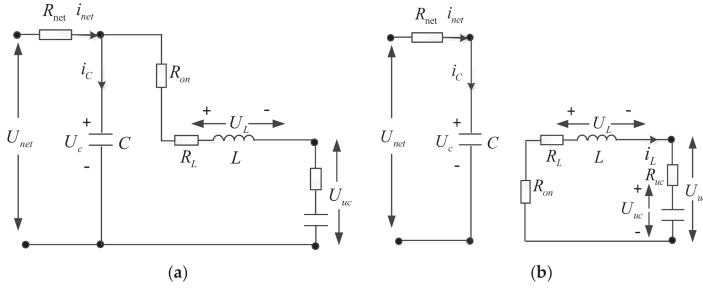 R_net i_net
i_C
R_on
+ U_L -
U_net
+
U_c C
-
R_L L
U_uc
(a)
R_net i_net
i_C
U_net
+
U_c C
-
+ U_L -
R_L L i_L
R_on
R_uc
+
U_uc
-
(b)